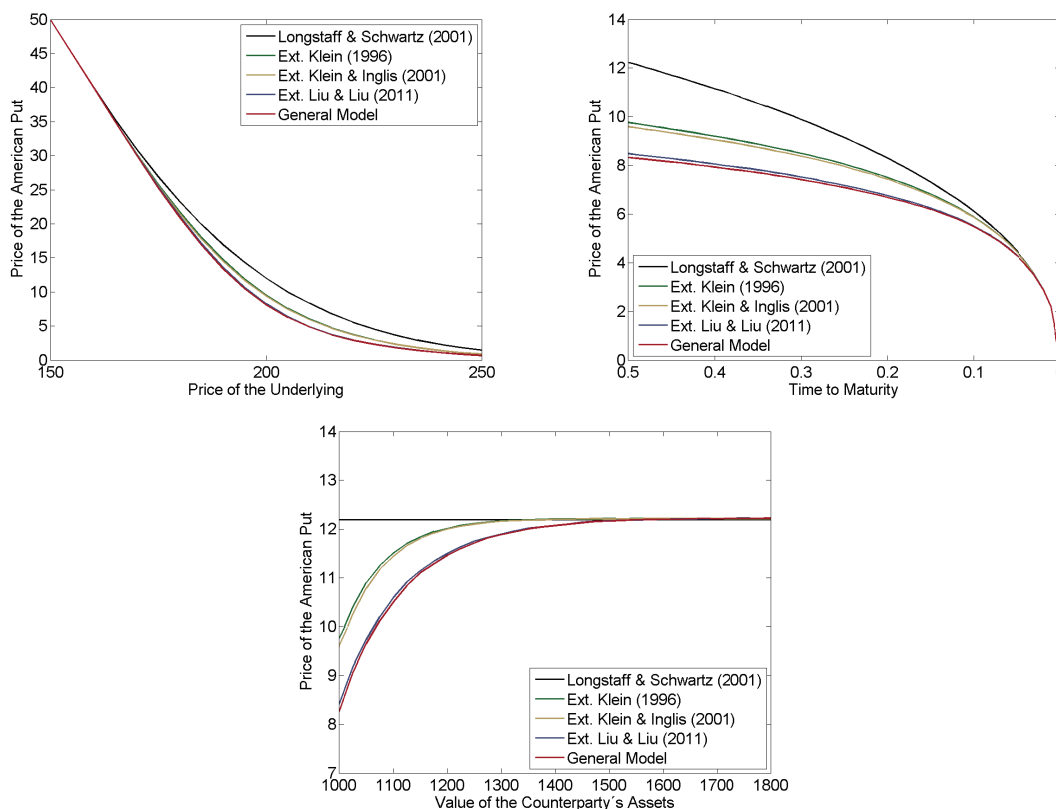 Price of the American Put
50
45
40
35
30
25
20
15
10
5
0
150
200
250
Price of the Underlying
Longstaff & Schwartz (2001)
Ext. Klein (1996)
Ext. Klein & Inglis (2001)
Ext. Liu & Liu (2011)
General Model
Price of the American Put
14
12
10
8
6
4
2
0
0.5
0.4
0.3
0.2
0.1
Time to Maturity
Longstaff & Schwartz (2001)
Ext. Klein (1996)
Ext. Klein & Inglis (2001)
Ext. Liu & Liu (2011)
General Model
Price of the American Put
14
13
12
11
10
9
8
7
1000
1100
1200
1300
1400
1500
1600
1700
1800
Value of the Counterparty´s Assets
Longstaff & Schwartz (2001)
Ext. Klein (1996)
Ext. Klein & Inglis (2001)
Ext. Liu & Liu (2011)
General Model